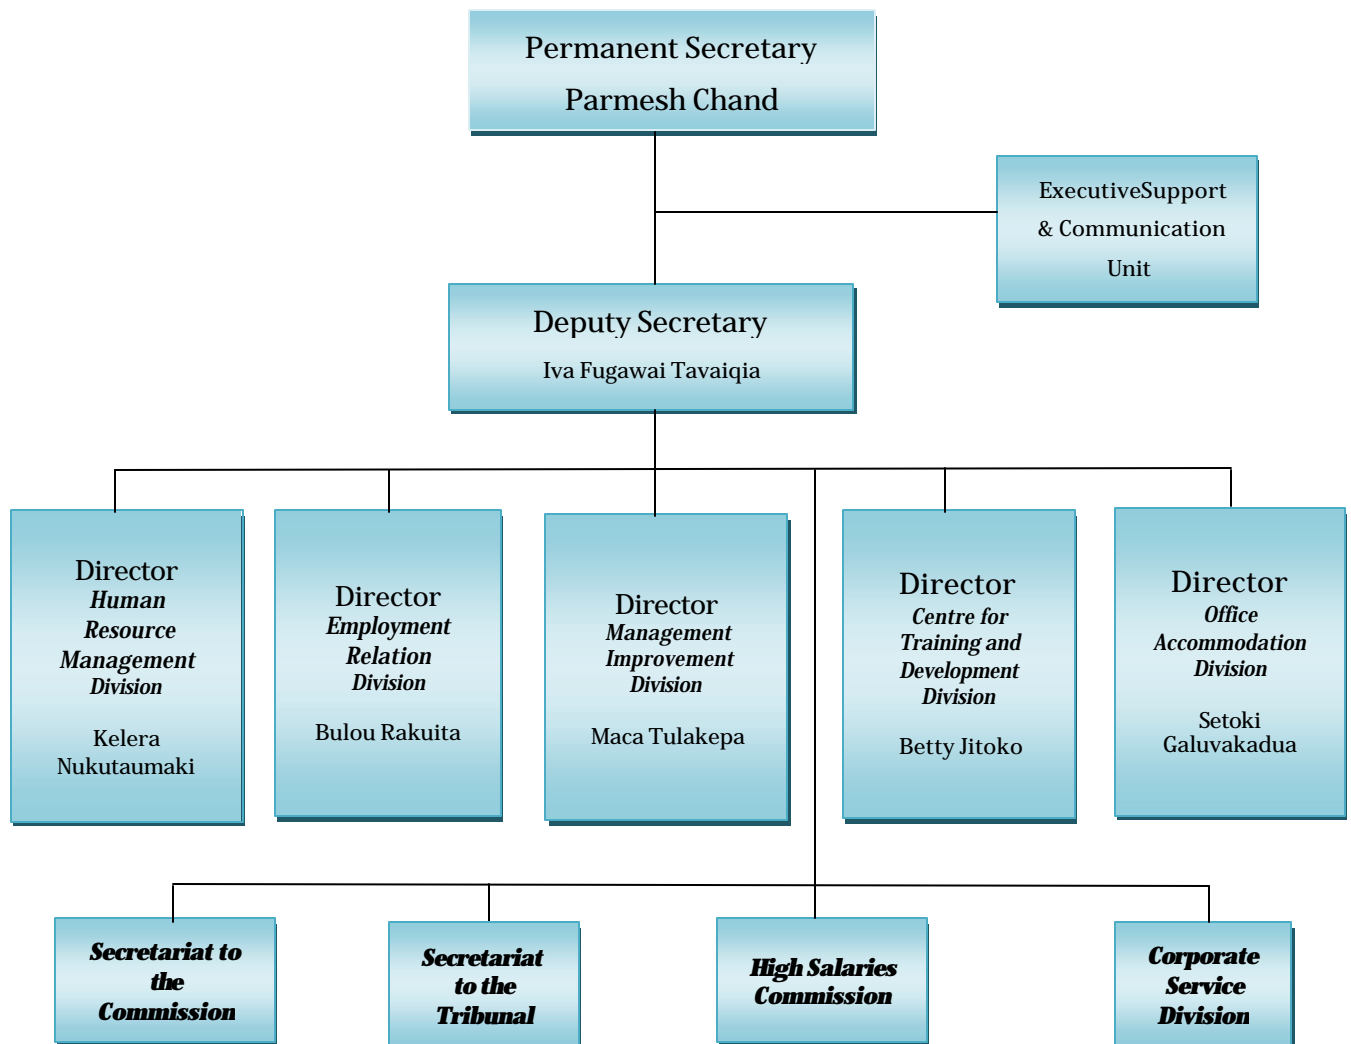 Permanent Secretary
Parmesh Chand
ExecutiveSupport
& Communication
Unit
Deputy Secretary
Iva Fugawai Tavaiqia
Director
Human
Resource
Management
Division
Kelera
Nukutaumaki
Director
Employment
Relation
Division
Bulou Rakuita
Director
Management
Improvement
Division
Maca Tulakepa
Director
Centre for
Training and
Development
Division
Betty Jitoko
Director
Office
Accommodation
Division
Setoki
Galuvakadua
Secretariat to
the
Commission
Secretariat
to the
Tribunal
High Salaries
Commission
Corporate
Service
Division